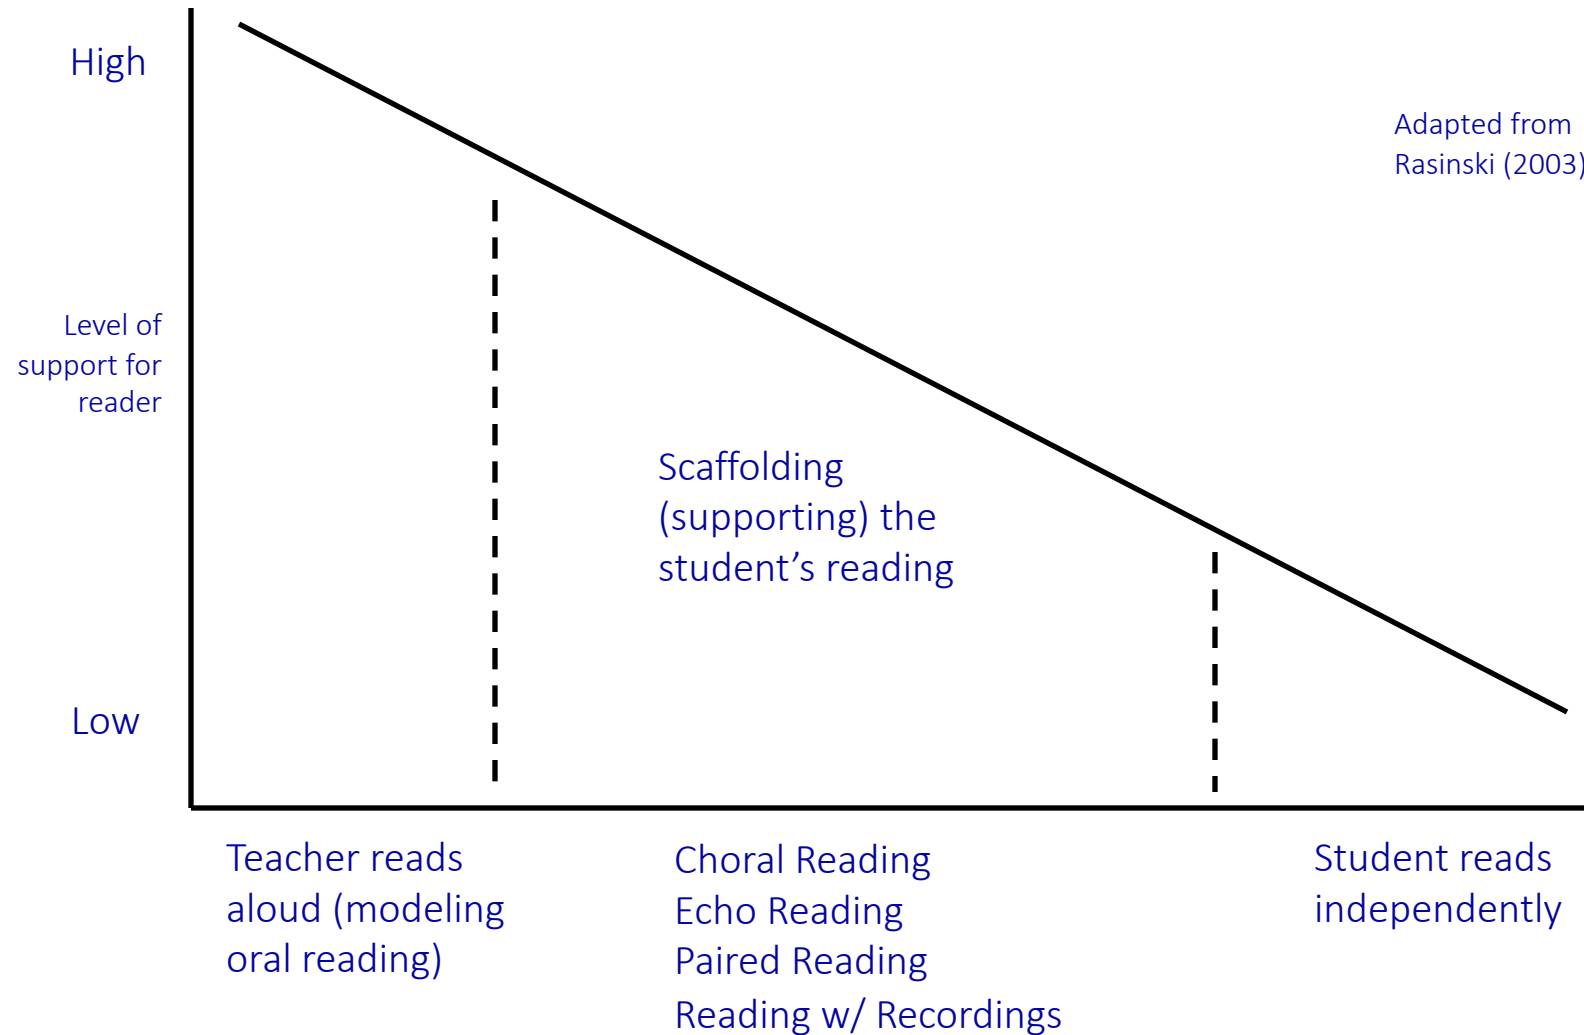 High
Adapted from
Rasinski (2003)
Level of
support for
reader
Scaffolding
(supporting) the
student’s reading
Low
Teacher reads
aloud (modeling
oral reading)
Choral Reading
Echo Reading
Paired Reading
Reading w/ Recordings
Student reads
independently